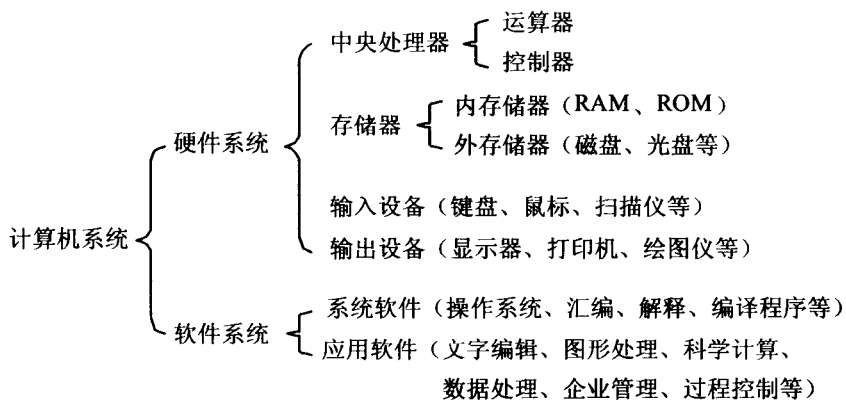 运算器
中央处理器
控制器
内存储器（RAM、ROM）
存储器
外存储器（磁盘、光盘等）
硬件系统
输入设备（键盘、鼠标、扫描仪等）
计算机系统
输出设备（显示器、打印机、绘图仪等）
系统软件（操作系统、汇编、解释、编译程序等）
软件系统
应用软件（文字编辑、图形处理、科学计算、
数据处理、企业管理、过程控制等）